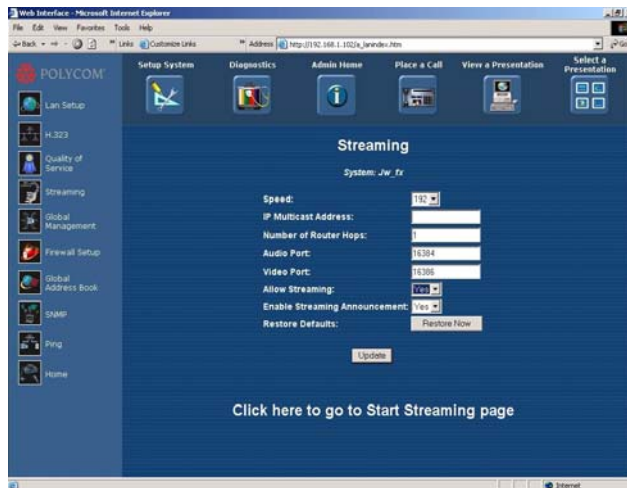 Web Interface - Microsoft Internet Explorer
File Edit View Favorites Tools Help
Back Links Customize Links Address http://192.168.1.102/a_lanindex.htm Go
POLYCOM
Setup System Diagnostics Admin Home Place a Call View a Presentation Select a Presentation
Lan Setup
H.323
Quality of Service
Streaming
Global Management
Firewall Setup
Global Address Book
SNMP
Ping
Home
Streaming
System: Jw_fx
Speed: 192
IP Multicast Address:
Number of Router Hops: 1
Audio Port: 16384
Video Port: 16386
Allow Streaming: Yes
Enable Streaming Announcement: Yes
Restore Defaults: Restore Now
Update
Click here to go to Start Streaming page
Internet